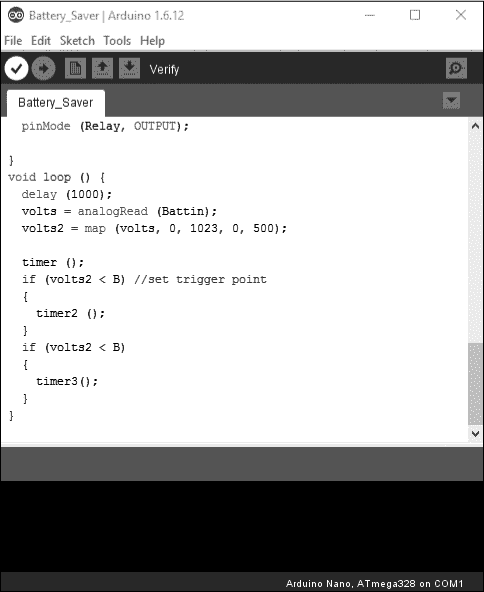 Battery_Saver | Arduino 1.6.12
File Edit Sketch Tools Help
Verify
Battery_Saver
pinMode (Relay, OUTPUT);
}
void loop () {
delay (1000);
volts = analogRead (Battin);
volts2 = map (volts, 0, 1023, 0, 500);
timer ();
if (volts2 < B) //set trigger point
{
timer2 ();
}
if (volts2 < B)
{
timer3();
}
}
Arduino Nano, ATmega328 on COM1